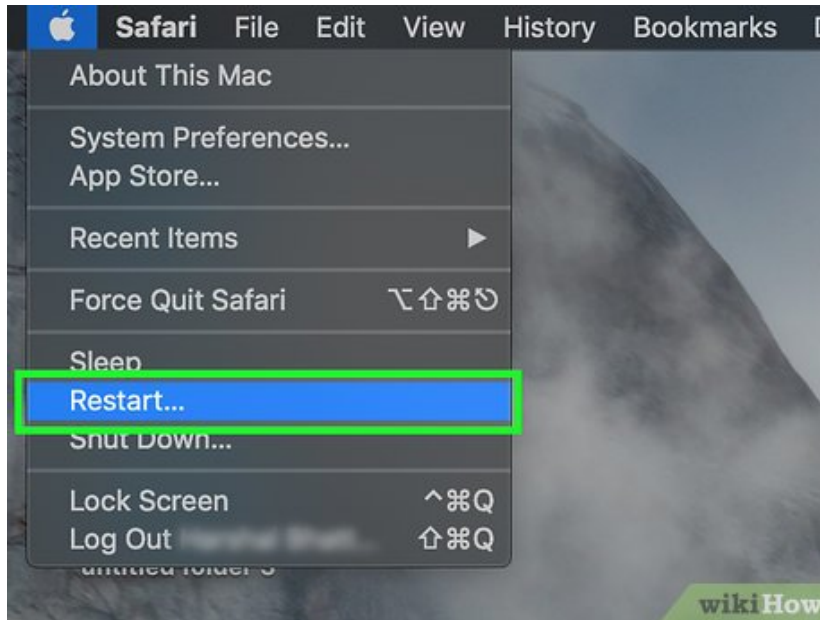 Safari File Edit View History Bookmarks
About This Mac
System Preferences...
App Store...
Recent Items ▶
Force Quit Safari ⌥⇧⌘⎋
Sleep
Restart...
Shut Down...
Lock Screen ^⌘Q
Log Out ⇧⌘Q
untitled folder 3
wikiHow